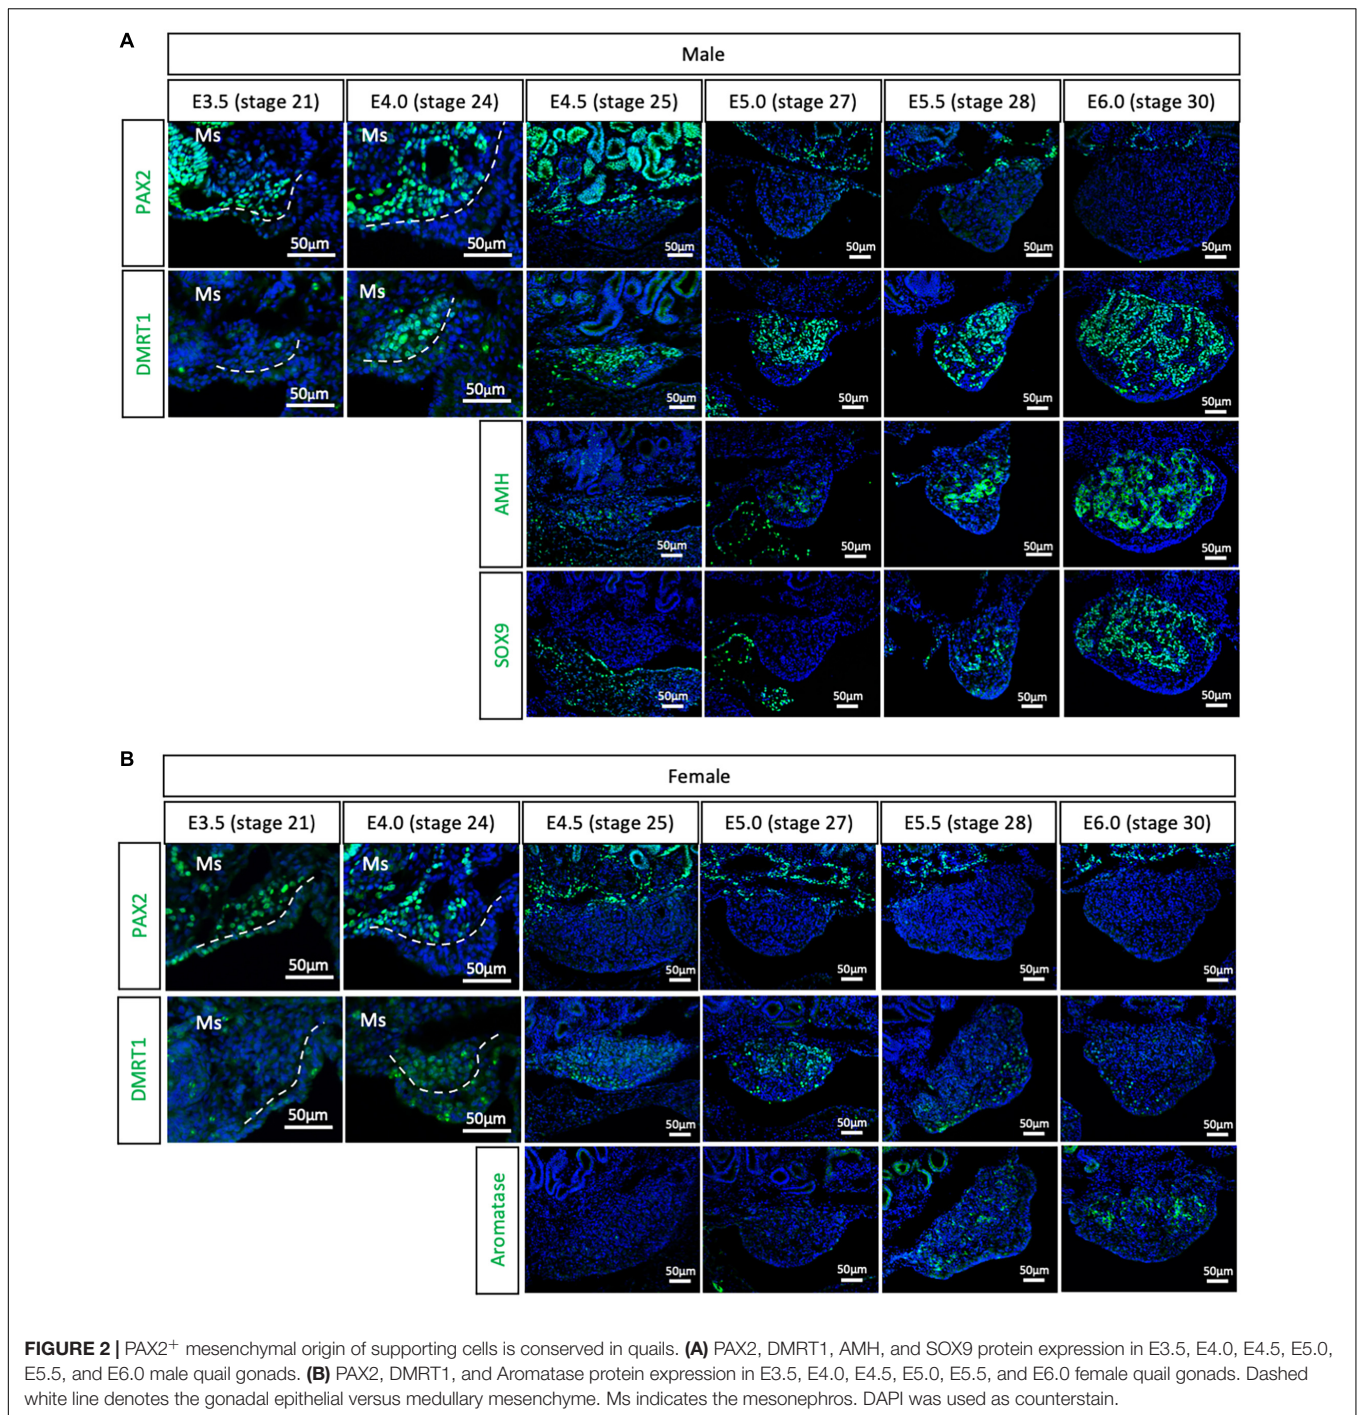 A
Male
E3.5 (stage 21) E4.0 (stage 24) E4.5 (stage 25) E5.0 (stage 27) E5.5 (stage 28) E6.0 (stage 30)
PAX2
Ms Ms
50µm 50µm 50µm 50µm 50µm 50µm
DMRT1
Ms Ms
50µm 50µm 50µm 50µm 50µm 50µm
AMH
50µm 50µm 50µm 50µm
SOX9
50µm 50µm 50µm 50µm
B
Female
E3.5 (stage 21) E4.0 (stage 24) E4.5 (stage 25) E5.0 (stage 27) E5.5 (stage 28) E6.0 (stage 30)
PAX2
Ms Ms
50µm 50µm 50µm 50µm 50µm 50µm
DMRT1
Ms Ms
50µm 50µm 50µm 50µm 50µm 50µm
Aromatase
50µm 50µm 50µm 50µm
FIGURE 2 | PAX2⁺ mesenchymal origin of supporting cells is conserved in quails. (A) PAX2, DMRT1, AMH, and SOX9 protein expression in E3.5, E4.0, E4.5, E5.0,
E5.5, and E6.0 male quail gonads. (B) PAX2, DMRT1, and Aromatase protein expression in E3.5, E4.0, E4.5, E5.0, E5.5, and E6.0 female quail gonads. Dashed
white line denotes the gonadal epithelial versus medullary mesenchyme. Ms indicates the mesonephros. DAPI was used as counterstain.